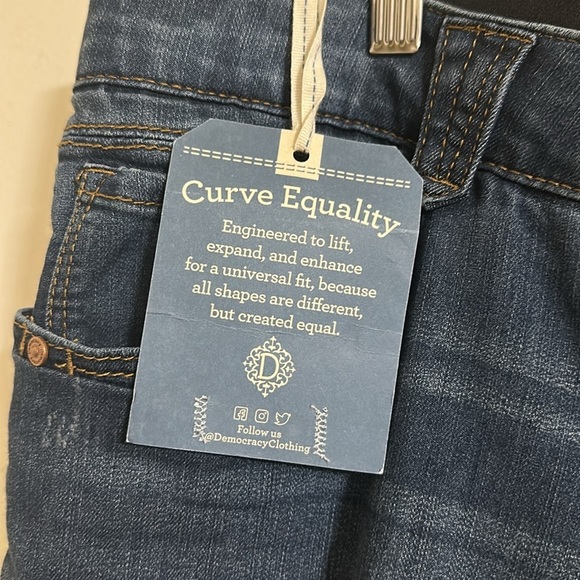 Curve Equality
Engineered to lift,
expand, and enhance
for a universal fit, because
all shapes are different,
but created equal.
D
Follow us
@DemocracyClothing